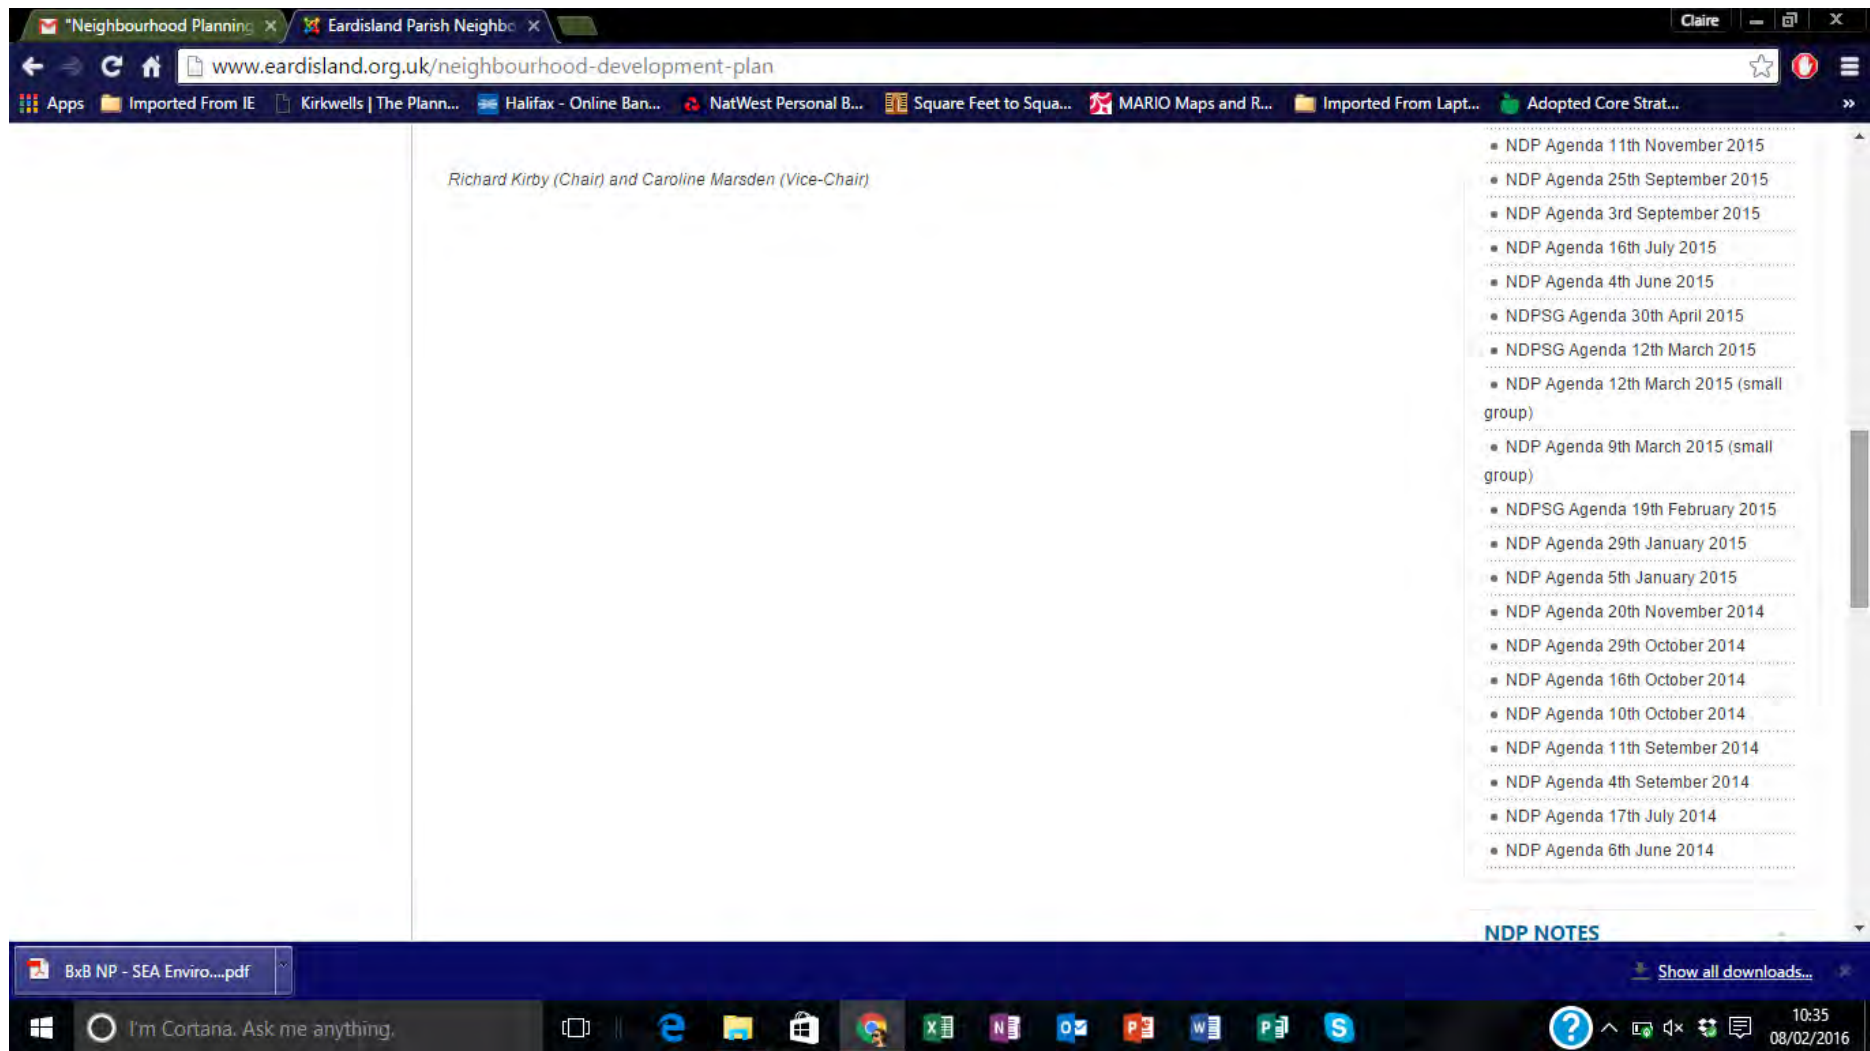 "Neighbourhood Planning
Eardisland Parish Neighbo
Claire
www.eardisland.org.uk/neighbourhood-development-plan
Apps
Imported From IE
Kirkwells | The Plann...
Halifax - Online Ban...
NatWest Personal B...
Square Feet to Squa...
MARIO Maps and R...
Imported From Lapt...
Adopted Core Strat...
»
Richard Kirby (Chair) and Caroline Marsden (Vice-Chair)
NDP Agenda 11th November 2015
NDP Agenda 25th September 2015
NDP Agenda 3rd September 2015
NDP Agenda 16th July 2015
NDP Agenda 4th June 2015
NDPSG Agenda 30th April 2015
NDPSG Agenda 12th March 2015
NDP Agenda 12th March 2015 (small
group)
NDP Agenda 9th March 2015 (small
group)
NDPSG Agenda 19th February 2015
NDP Agenda 29th January 2015
NDP Agenda 5th January 2015
NDP Agenda 20th November 2014
NDP Agenda 29th October 2014
NDP Agenda 16th October 2014
NDP Agenda 10th October 2014
NDP Agenda 11th Setember 2014
NDP Agenda 4th Setember 2014
NDP Agenda 17th July 2014
NDP Agenda 6th June 2014
NDP NOTES
BxB NP - SEA Enviro....pdf
Show all downloads...
I'm Cortana. Ask me anything.
10:35
08/02/2016